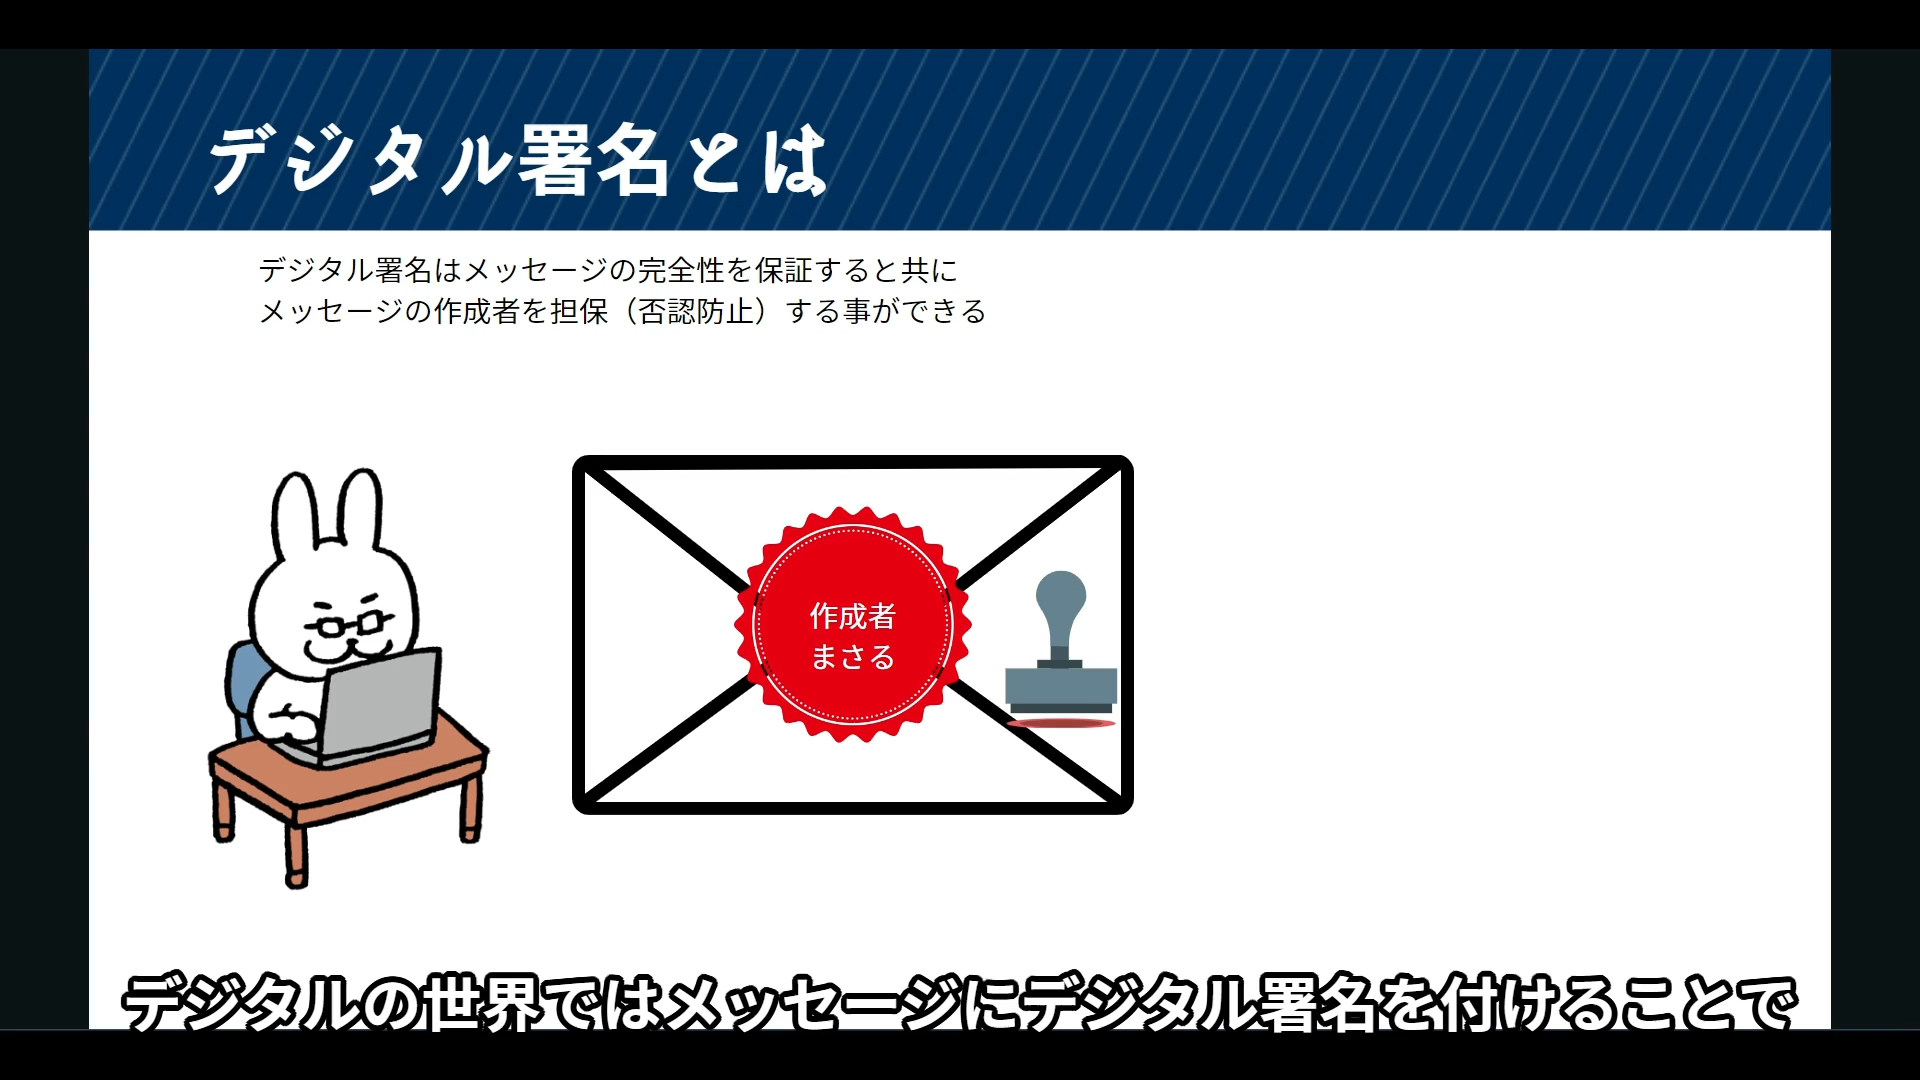 デジタル署名とは
デジタル署名はメッセージの完全性を保証すると共に
メッセージの作成者を担保（否認防止）する事ができる
作成者
まさる
デジタルの世界ではメッセージにデジタル署名を付けることで